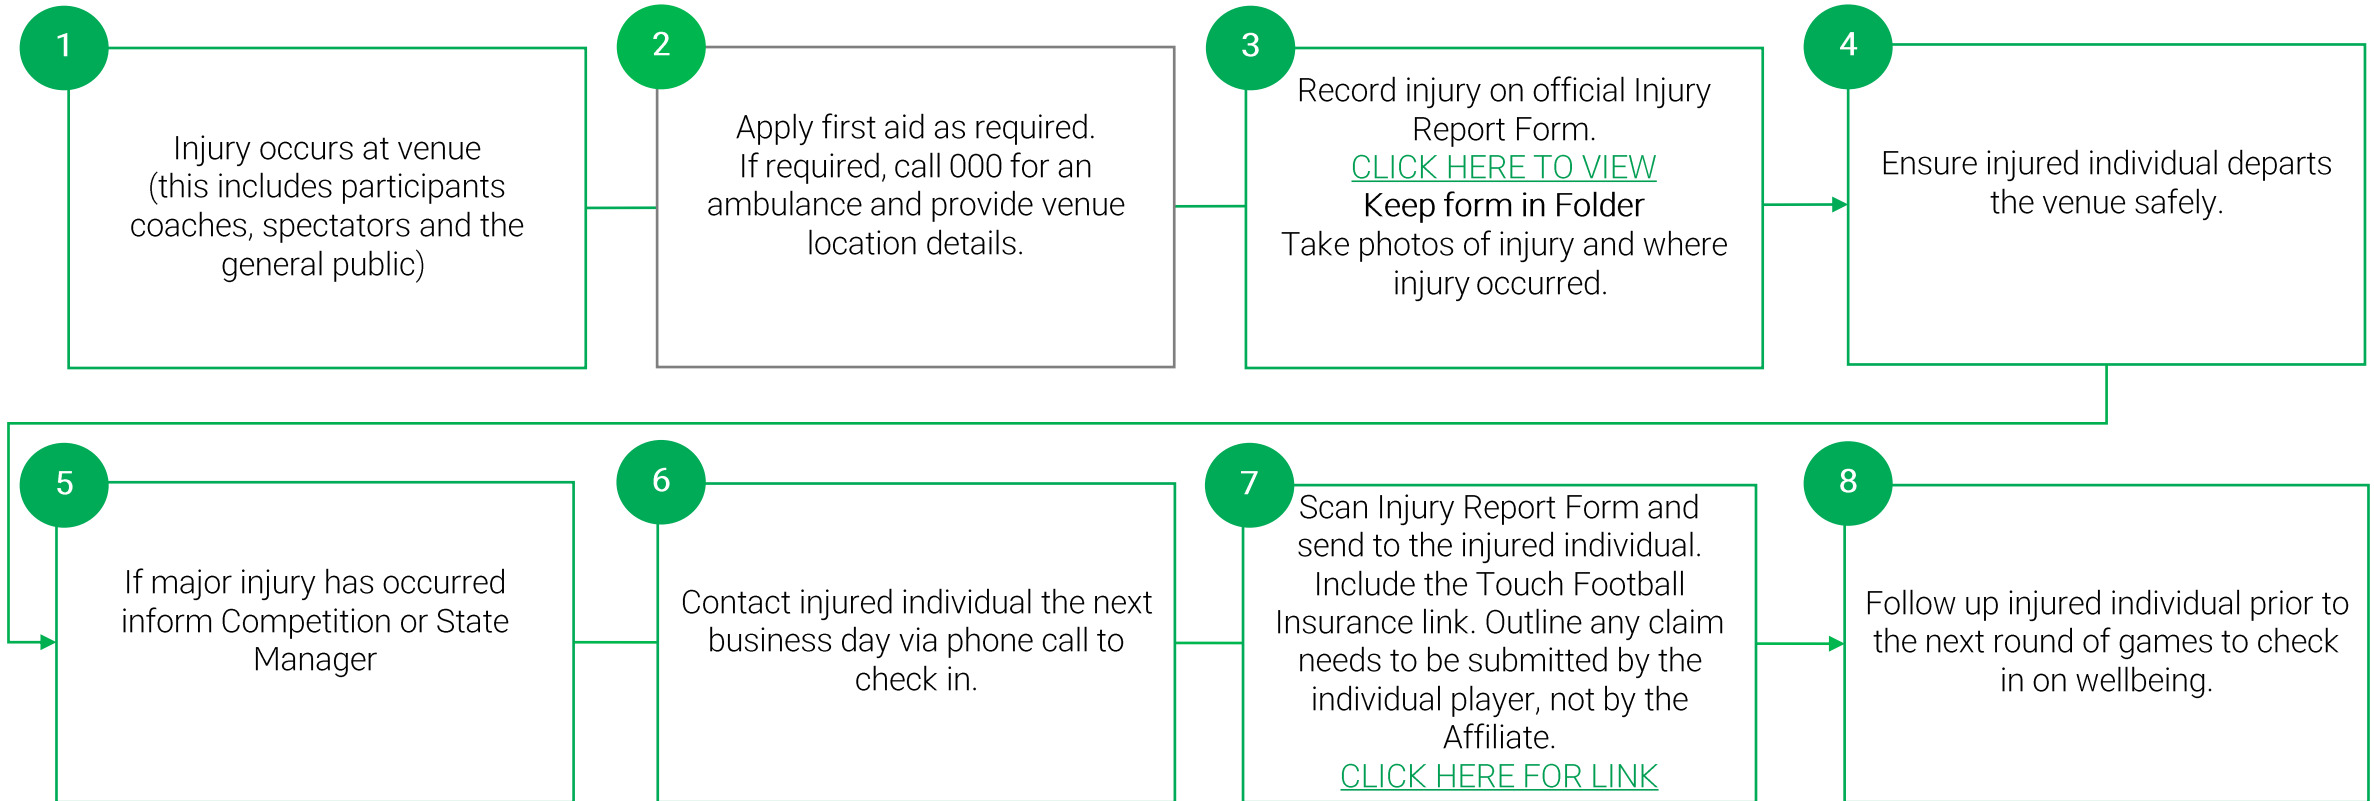 1
Injury occurs at venue
(this includes participants
coaches, spectators and the
general public)
2
Apply first aid as required.
If required, call 000 for an
ambulance and provide venue
location details.
3
Record injury on official Injury
Report Form.
CLICK HERE TO VIEW
Keep form in Folder
Take photos of injury and where
injury occurred.
4
Ensure injured individual departs
the venue safely.
5
If major injury has occurred
inform Competition or State
Manager
6
Contact injured individual the next
business day via phone call to
check in.
7
Scan Injury Report Form and
send to the injured individual.
Include the Touch Football
Insurance link. Outline any claim
needs to be submitted by the
individual player, not by the
Affiliate.
CLICK HERE FOR LINK
8
Follow up injured individual prior to
the next round of games to check
in on wellbeing.